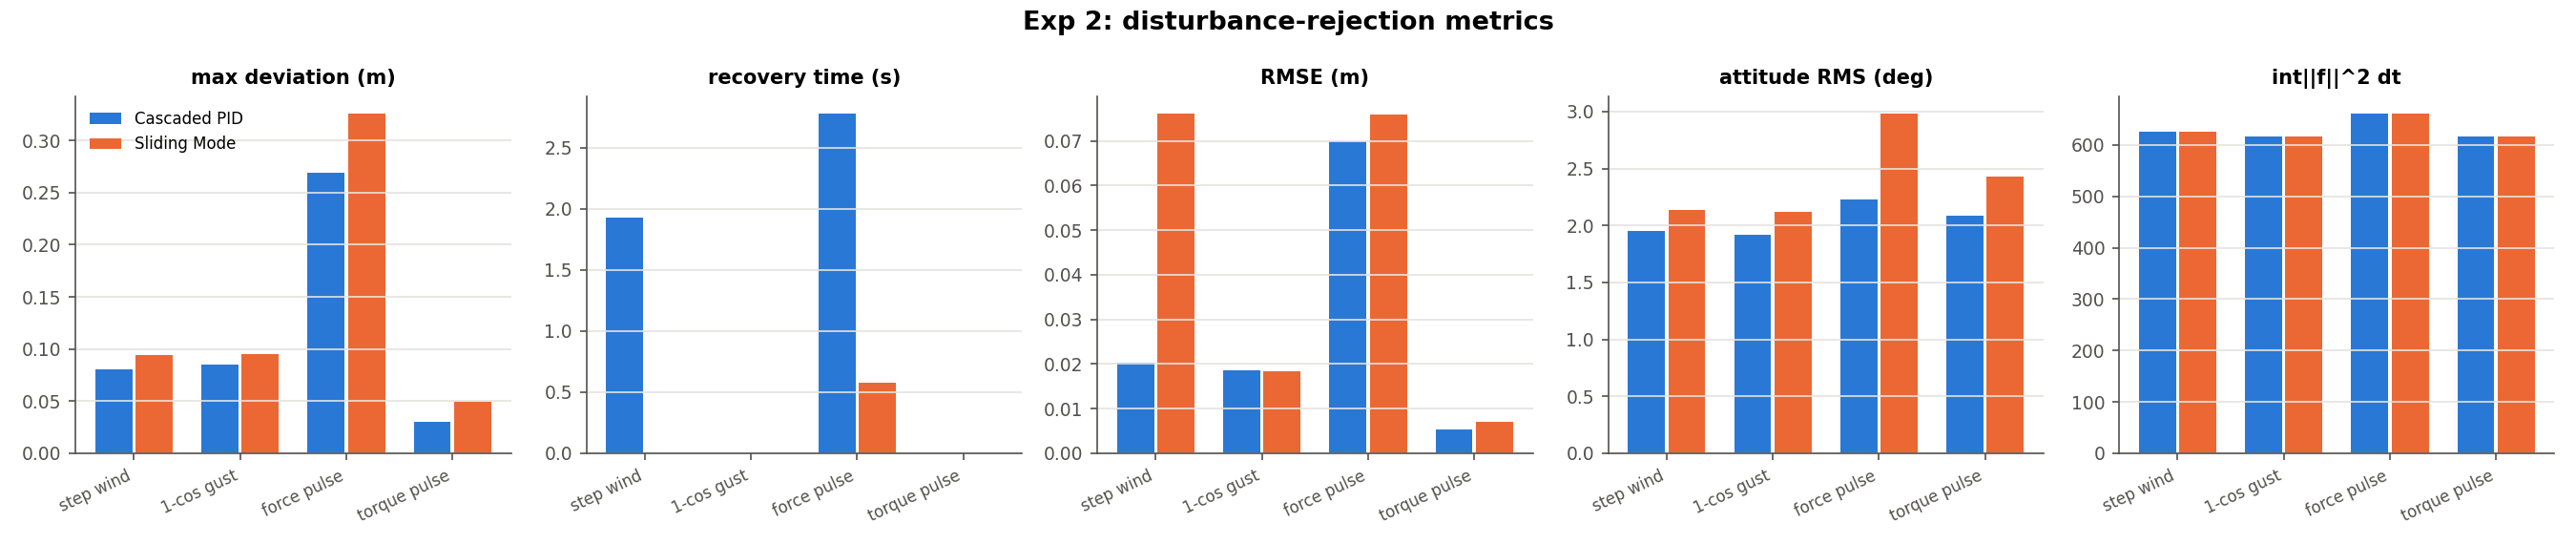 Exp 2: disturbance-rejection metrics
max deviation (m)
Cascaded PID
Sliding Mode
0.30
0.25
0.20
0.15
0.10
0.05
0.00
step wind
1-cos gust
force pulse
torque pulse
recovery time (s)
2.5
2.0
1.5
1.0
0.5
0.0
step wind
1-cos gust
force pulse
torque pulse
RMSE (m)
0.07
0.06
0.05
0.04
0.03
0.02
0.01
0.00
step wind
1-cos gust
force pulse
torque pulse
attitude RMS (deg)
3.0
2.5
2.0
1.5
1.0
0.5
0.0
step wind
1-cos gust
force pulse
torque pulse
int||f||^2 dt
600
500
400
300
200
100
0
step wind
1-cos gust
force pulse
torque pulse